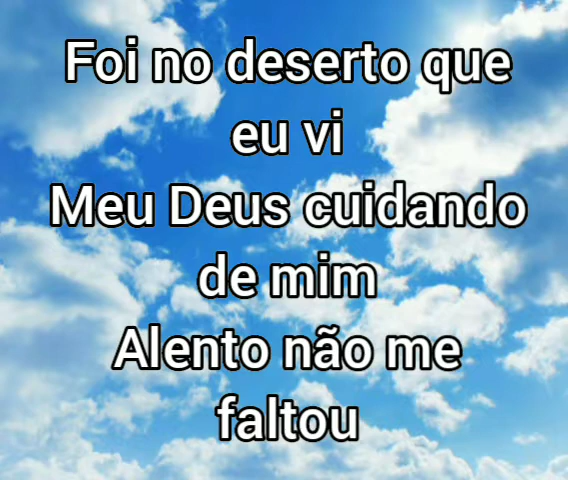 Foi no deserto que
eu vi
Meu Deus cuidando
de mim
Alento não me
faltou